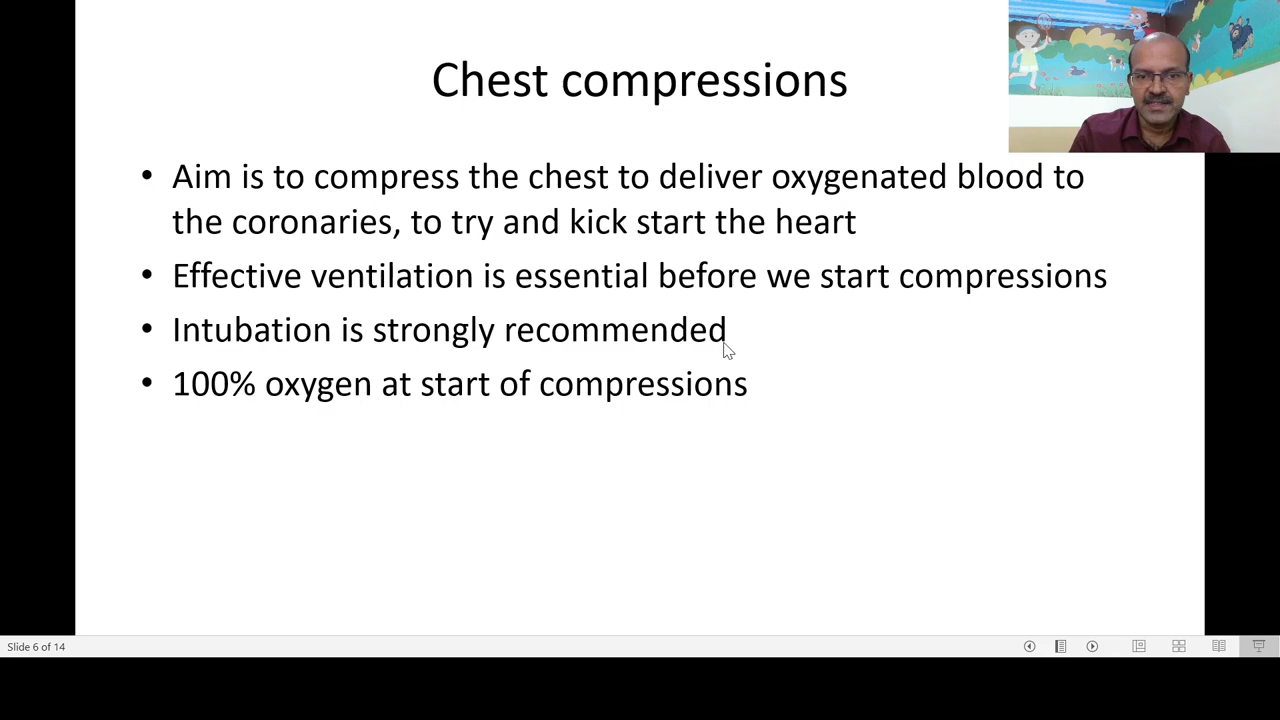 Chest compressions
• Aim is to compress the chest to deliver oxygenated blood to
the coronaries, to try and kick start the heart
• Effective ventilation is essential before we start compressions
• Intubation is strongly recommended
• 100% oxygen at start of compressions
Slide 6 of 14